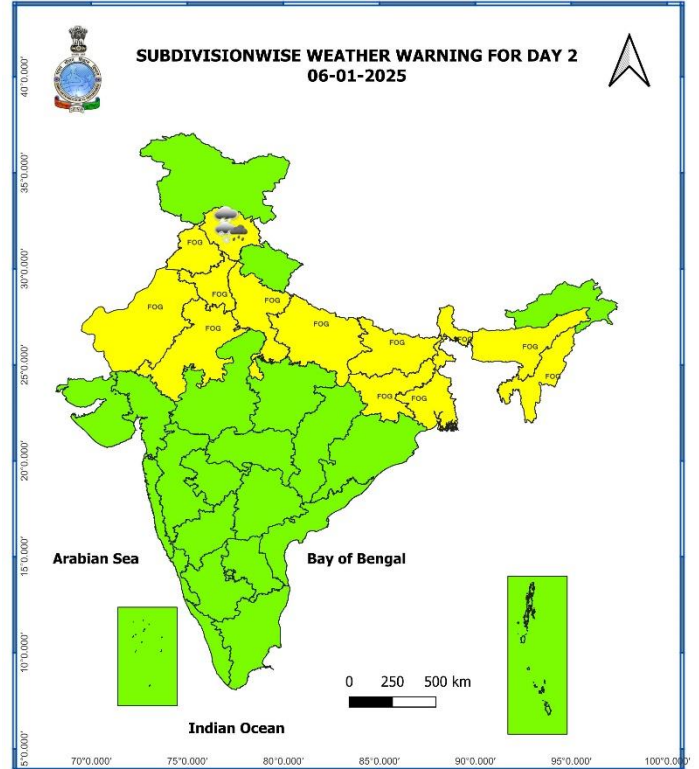 SUBDIVISIONWISE WEATHER WARNING FOR DAY 2
06-01-2025
40°0.000'
35°0.000'
30°0.000'
25°0.000'
20°0.000'
15°0.000'
10°0.000'
5°0.000'
FOG
FOG
FOG
FOG
FOG
FOG
FOG
FOG
FOG
FOG
FOG
FOG
Arabian Sea
Bay of Bengal
0 250 500 km
Indian Ocean
70°0.000' 75°0.000' 80°0.000' 85°0.000' 90°0.000' 95°0.000' 100°0.000'